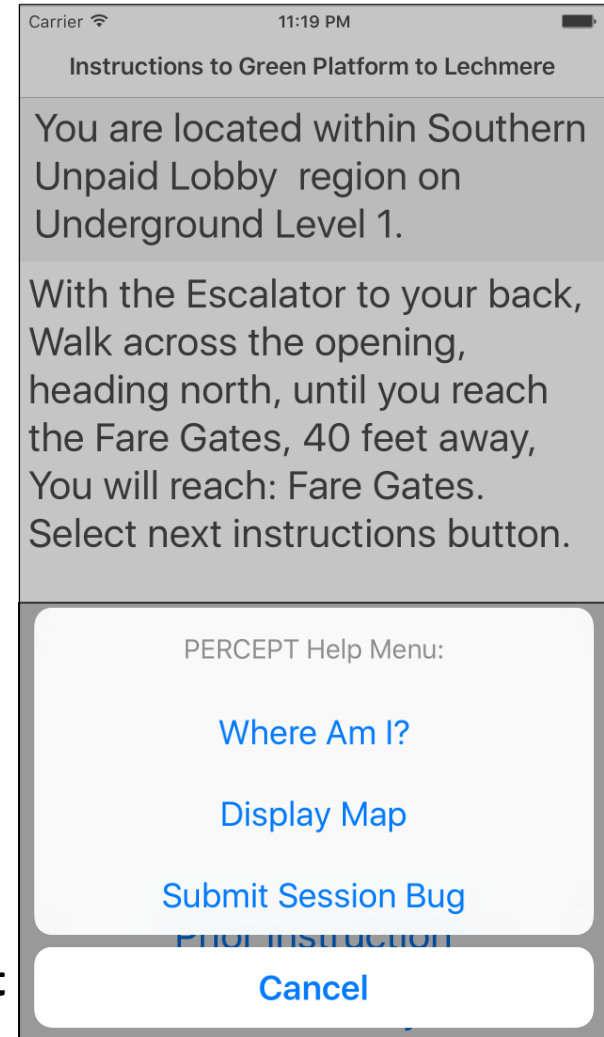 Carrier 11:19 PM
Instructions to Green Platform to Lechmere
You are located within Southern
Unpaid Lobby region on
Underground Level 1.
With the Escalator to your back,
Walk across the opening,
heading north, until you reach
the Fare Gates, 40 feet away,
You will reach: Fare Gates.
Select next instructions button.
PERCEPT Help Menu:
Where Am I?
Display Map
Submit Session Bug
Prior Instruction
Cancel